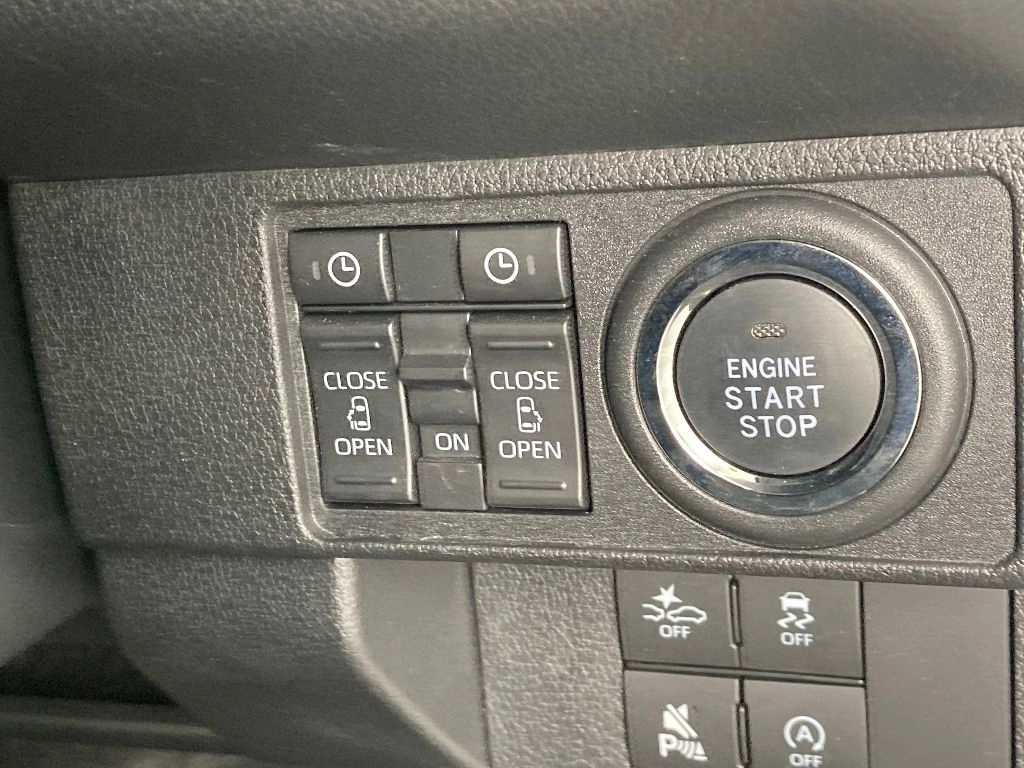 CLOSE
OPEN
ON
CLOSE
OPEN
ENGINE
START
STOP
OFF
OFF
P
A
OFF